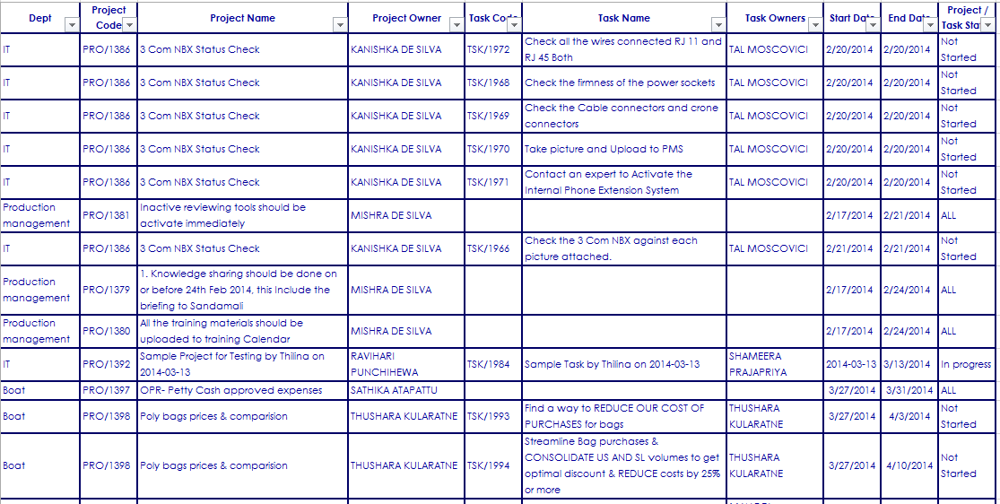 Dept Project Code Project Name Project Owner Task Code Task Name Task Owners Start Date End Date Project / Task Sta
IT PRO/1386 3 Com NBX Status Check KANISHKA DE SILVA TSK/1972 Check all the wires connected RJ 11 and RJ 45 Both TAL MOSCOVICI 2/20/2014 2/20/2014 Not Started
IT PRO/1386 3 Com NBX Status Check KANISHKA DE SILVA TSK/1968 Check the firmness of the power sockets TAL MOSCOVICI 2/20/2014 2/20/2014 Not Started
IT PRO/1386 3 Com NBX Status Check KANISHKA DE SILVA TSK/1969 Check the Cable connectors and crone connectors TAL MOSCOVICI 2/20/2014 2/20/2014 Not Started
IT PRO/1386 3 Com NBX Status Check KANISHKA DE SILVA TSK/1970 Take picture and Upload to PMS TAL MOSCOVICI 2/20/2014 2/20/2014 Not Started
IT PRO/1386 3 Com NBX Status Check KANISHKA DE SILVA TSK/1971 Contact an expert to Activate the Internal Phone Extension System TAL MOSCOVICI 2/20/2014 2/20/2014 Not Started
Production management PRO/1381 Inactive reviewing tools should be activate immediately MISHRA DE SILVA 2/17/2014 2/21/2014 ALL
IT PRO/1386 3 Com NBX Status Check KANISHKA DE SILVA TSK/1966 Check the 3 Com NBX against each picture attached. TAL MOSCOVICI 2/21/2014 2/21/2014 Not Started
Production management PRO/1379 1. Knowledge sharing should be done on or before 24th Feb 2014, this Include the briefing to Sandamali MISHRA DE SILVA 2/17/2014 2/24/2014 ALL
Production management PRO/1380 All the training materials should be uploaded to training Calendar MISHRA DE SILVA 2/17/2014 2/24/2014 ALL
IT PRO/1392 Sample Project for Testing by Thilina on 2014-03-13 RAVIHARI PUNCHIHEWA TSK/1984 Sample Task by Thilina on 2014-03-13 SHAMEERA PRAJAPRIYA 2014-03-13 3/13/2014 In progress
Boat PRO/1397 OPR- Petty Cash approved expenses SATHIKA ATAPATTU 3/27/2014 3/31/2014 ALL
Boat PRO/1398 Poly bags prices & comparision THUSHARA KULARATNE TSK/1993 Find a way to REDUCE OUR COST OF PURCHASES for bags THUSHARA KULARATNE 3/27/2014 4/3/2014 Not Started
Boat PRO/1398 Poly bags prices & comparision THUSHARA KULARATNE TSK/1994 Streamline Bag purchases & CONSOLIDATE US AND SL volumes to get optimal discount & REDUCE costs by 25% or more THUSHARA KULARATNE 3/27/2014 4/10/2014 Not Started